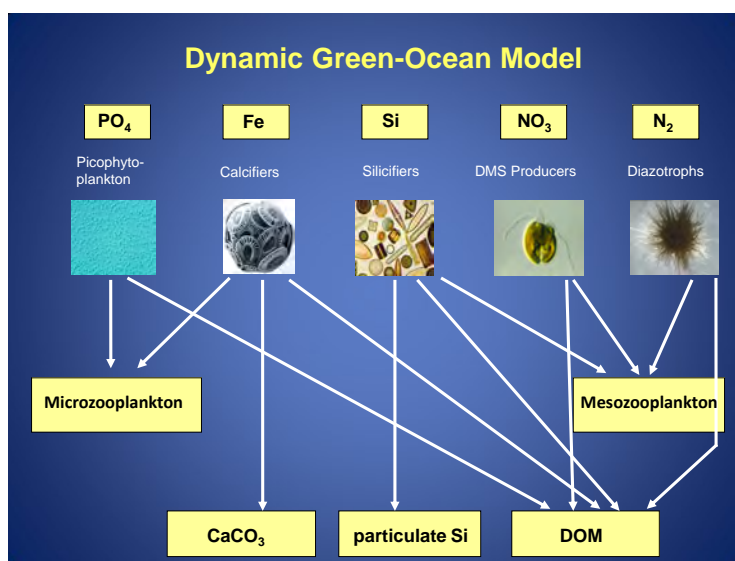 Dynamic Green-Ocean Model
PO₄ Fe Si NO₃ N₂
Picophyto-
plankton
Calcifiers Silicifiers DMS Producers Diazotrophs
Microzooplankton Mesozooplankton
CaCO₃ particulate Si DOM